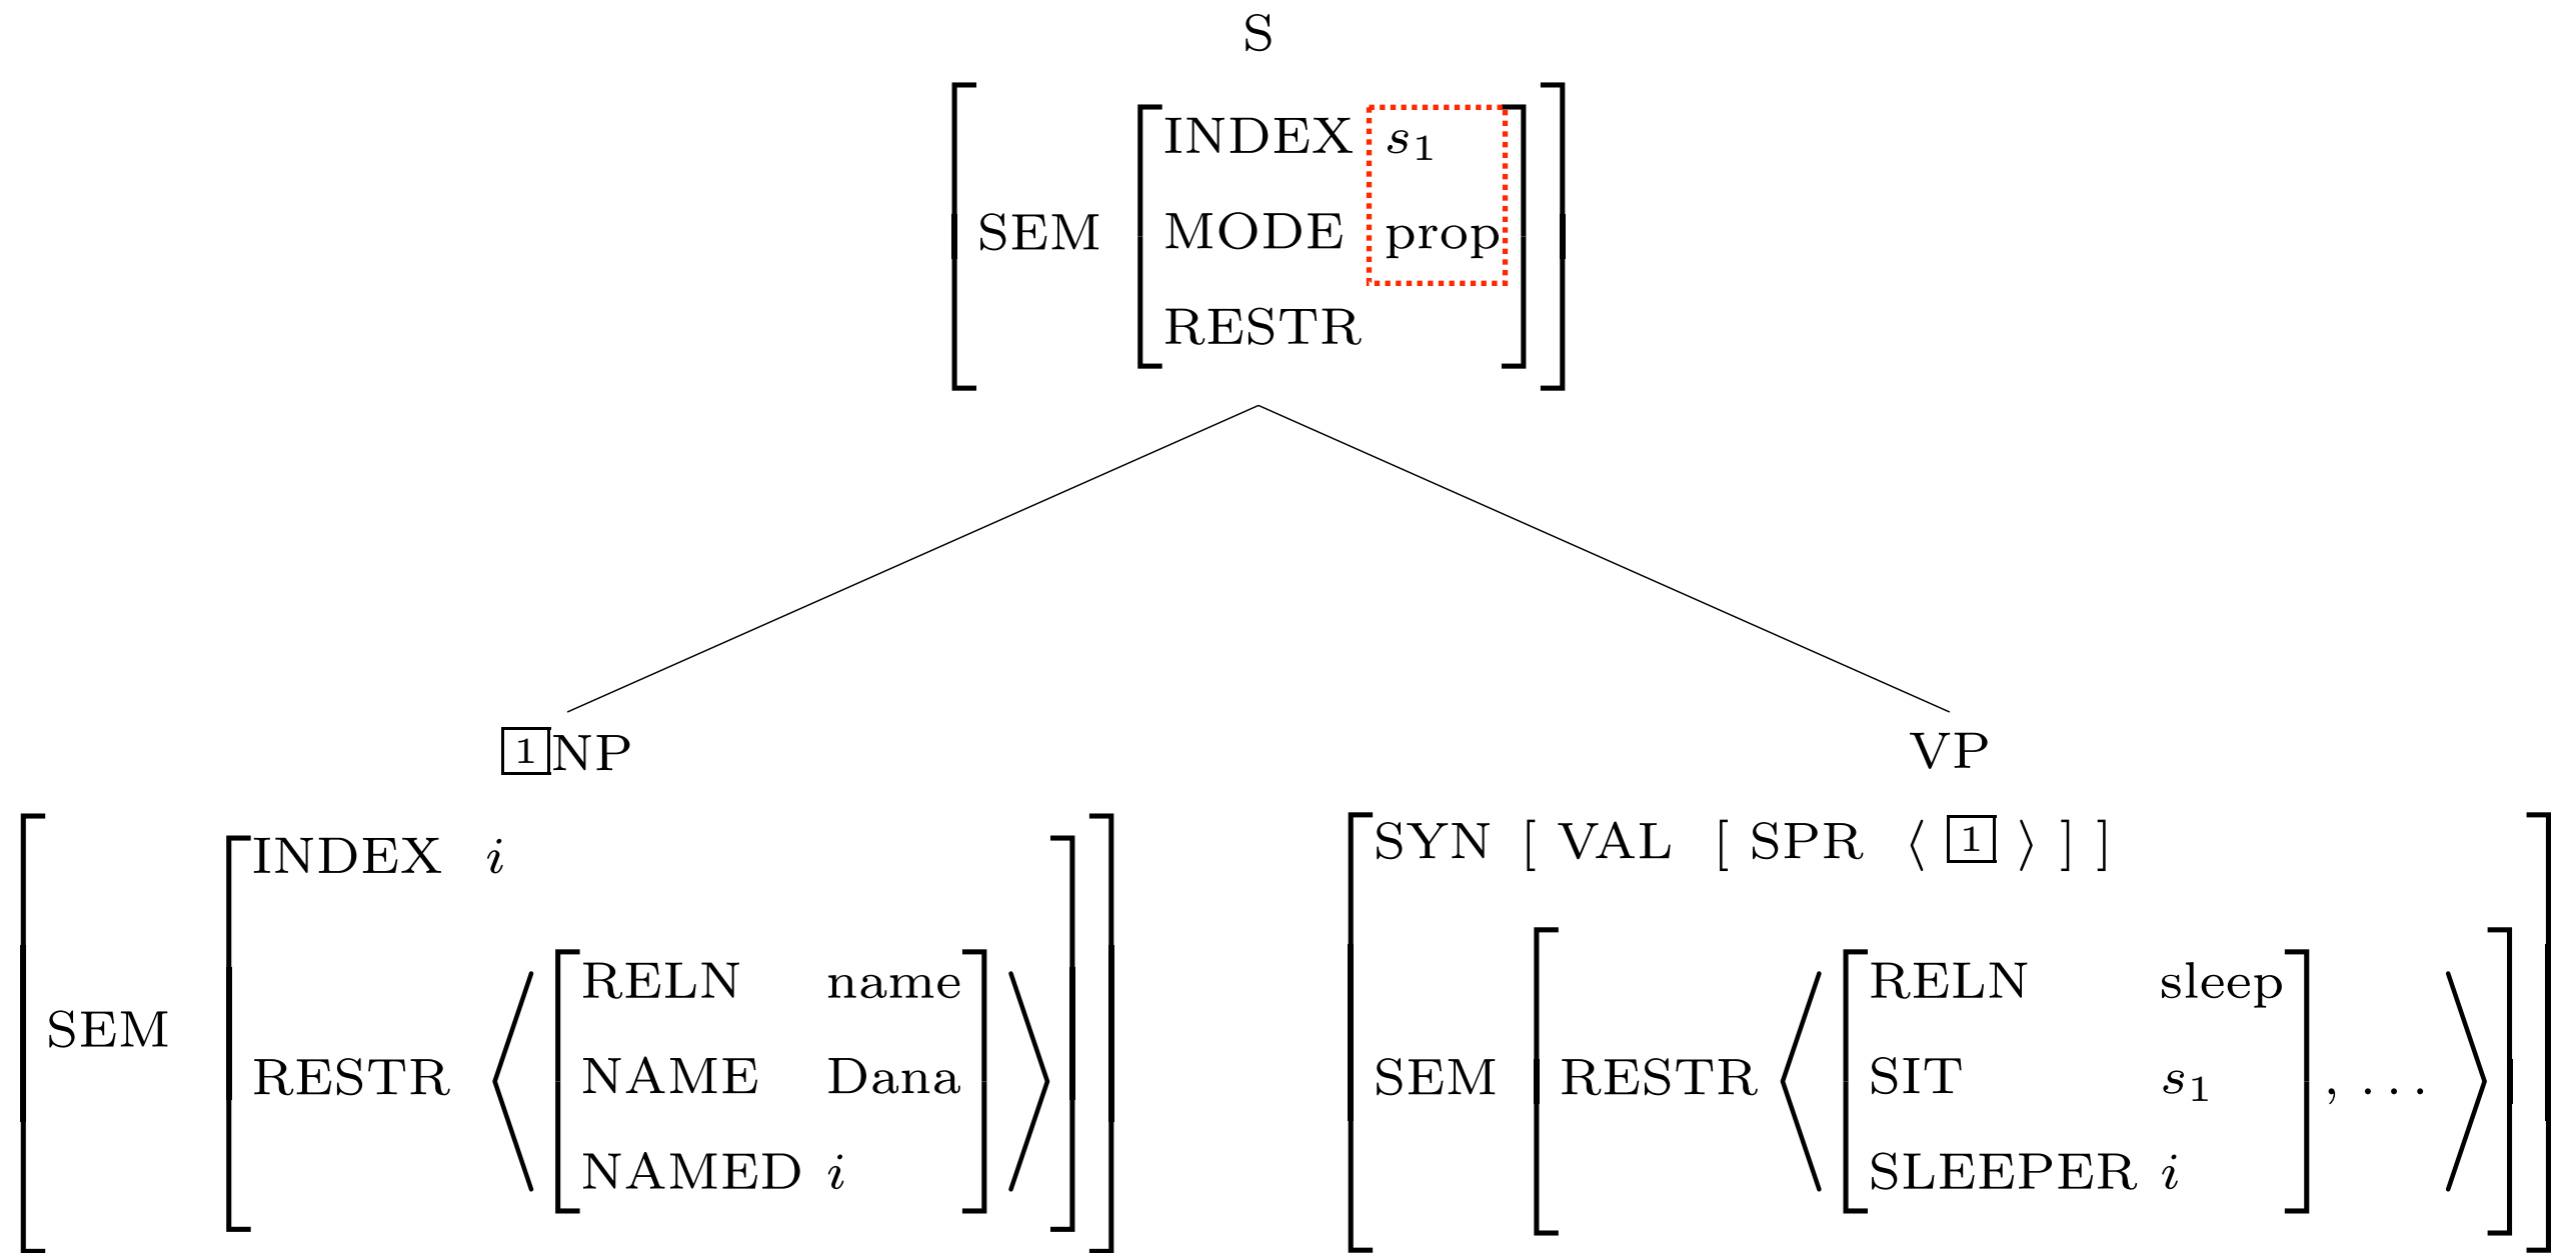 S
INDEX s1
SEM MODE prop
RESTR
1 NP
VP
INDEX i
SEM RESTR ⟨ RELN name
NAME Dana
NAMED i ⟩
SYN [ VAL [ SPR ⟨ 1 ⟩ ] ]
SEM RESTR ⟨ RELN sleep
SIT s1
SLEEPER i , ... ⟩